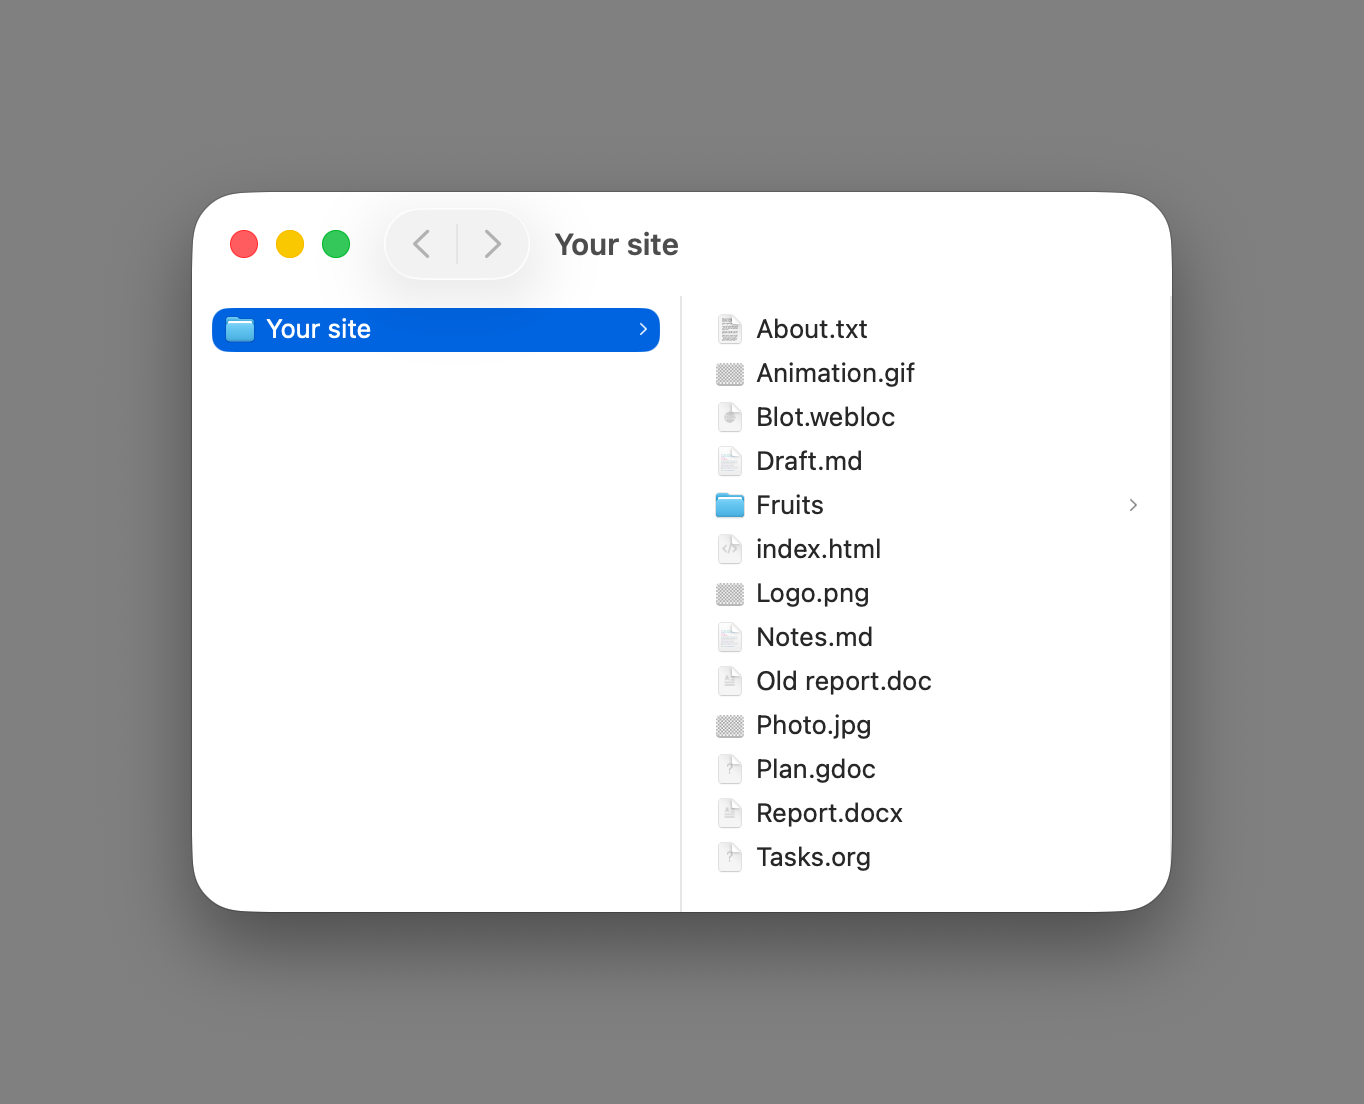 Your site
Your site
About.txt
Animation.gif
Blot.webloc
Draft.md
Fruits
index.html
Logo.png
Notes.md
Old report.doc
Photo.jpg
Plan.gdoc
Report.docx
Tasks.org